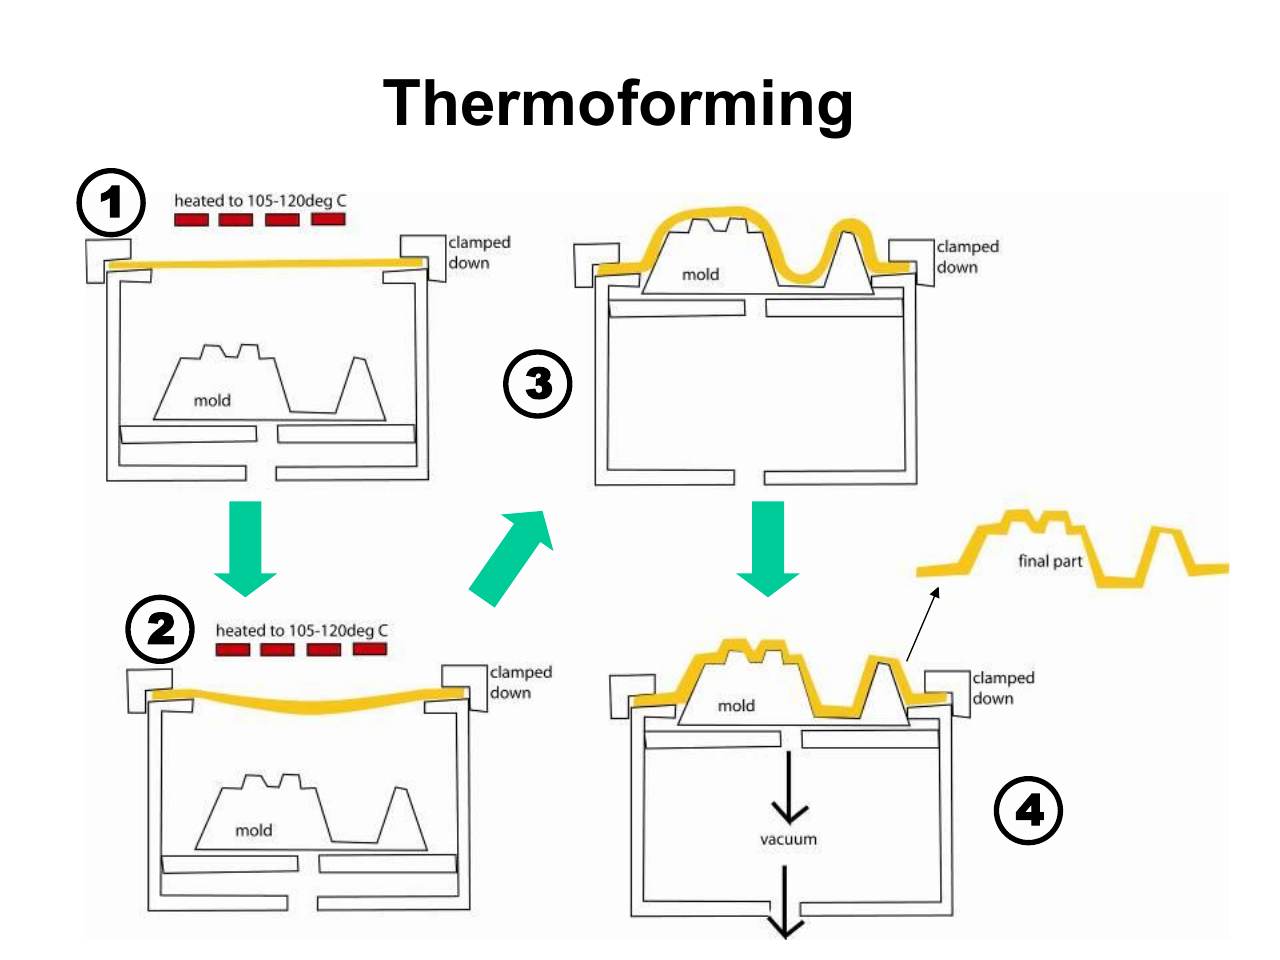 Thermoforming
1
heated to 105-120deg C
clamped
down
mold
2
heated to 105-120deg C
clamped
down
mold
3
clamped
down
mold
final part
clamped
down
mold
vacuum
4